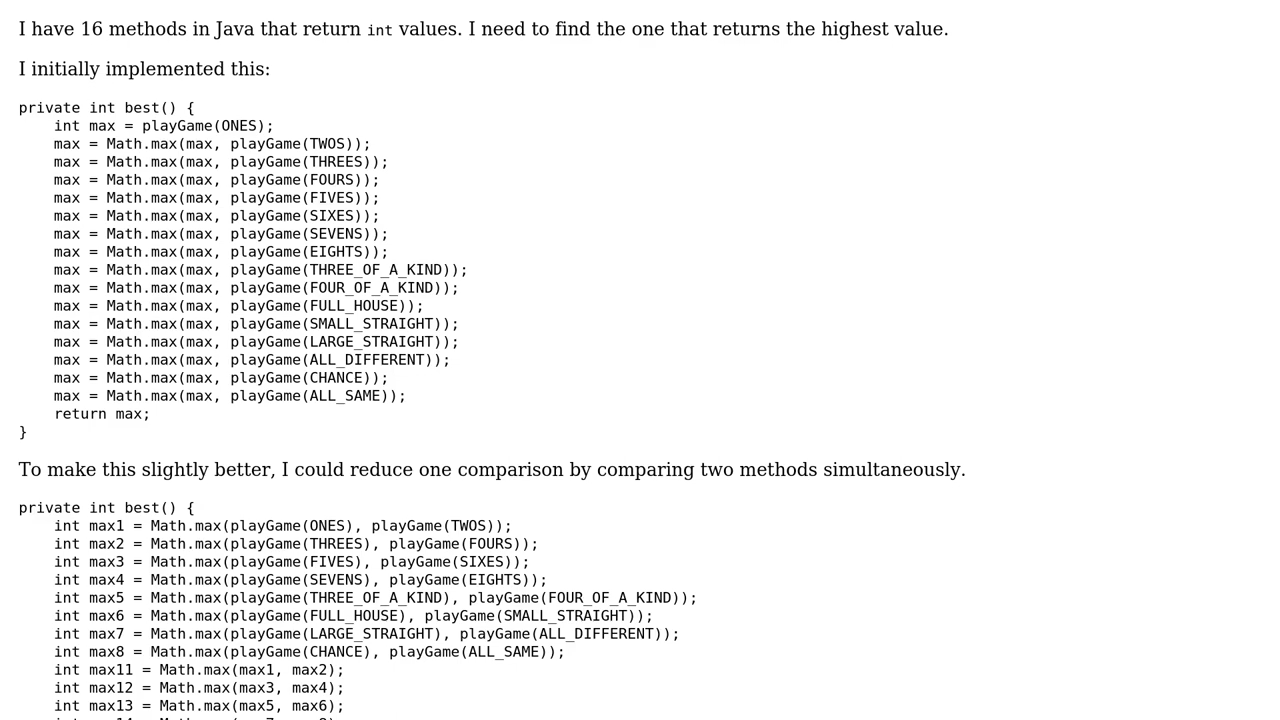 I have 16 methods in Java that return int values. I need to find the one that returns the highest value.
I initially implemented this:
private int best() {
    int max = playGame(ONES);
    max = Math.max(max, playGame(TWOS));
    max = Math.max(max, playGame(THREES));
    max = Math.max(max, playGame(FOURS));
    max = Math.max(max, playGame(FIVES));
    max = Math.max(max, playGame(SIXES));
    max = Math.max(max, playGame(SEVENS));
    max = Math.max(max, playGame(EIGHTS));
    max = Math.max(max, playGame(THREE_OF_A_KIND));
    max = Math.max(max, playGame(FOUR_OF_A_KIND));
    max = Math.max(max, playGame(FULL_HOUSE));
    max = Math.max(max, playGame(SMALL_STRAIGHT));
    max = Math.max(max, playGame(LARGE_STRAIGHT));
    max = Math.max(max, playGame(ALL_DIFFERENT));
    max = Math.max(max, playGame(CHANCE));
    max = Math.max(max, playGame(ALL_SAME));
    return max;
}
To make this slightly better, I could reduce one comparison by comparing two methods simultaneously.
private int best() {
    int max1 = Math.max(playGame(ONES), playGame(TWOS));
    int max2 = Math.max(playGame(THREES), playGame(FOURS));
    int max3 = Math.max(playGame(FIVES), playGame(SIXES));
    int max4 = Math.max(playGame(SEVENS), playGame(EIGHTS));
    int max5 = Math.max(playGame(THREE_OF_A_KIND), playGame(FOUR_OF_A_KIND));
    int max6 = Math.max(playGame(FULL_HOUSE), playGame(SMALL_STRAIGHT));
    int max7 = Math.max(playGame(LARGE_STRAIGHT), playGame(ALL_DIFFERENT));
    int max8 = Math.max(playGame(CHANCE), playGame(ALL_SAME));
    int max11 = Math.max(max1, max2);
    int max12 = Math.max(max3, max4);
    int max13 = Math.max(max5, max6);